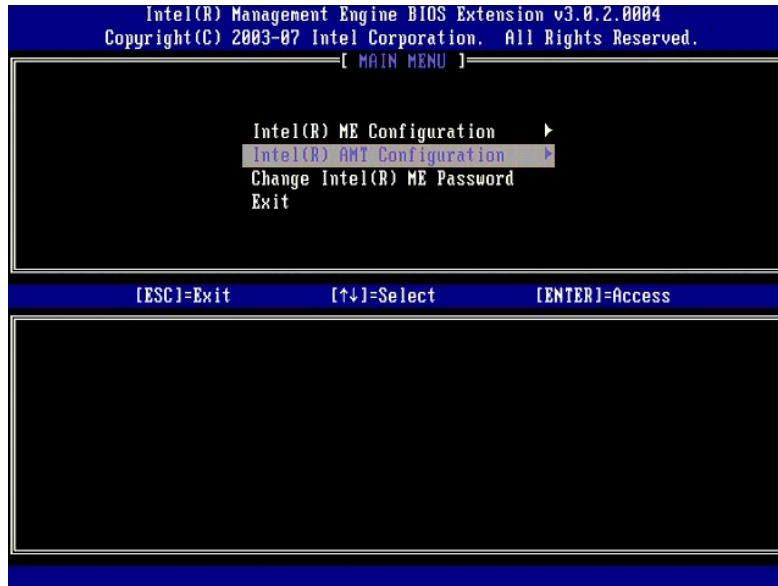 Intel(R) Management Engine BIOS Extension v3.0.2.0004
Copyright(C) 2003-07 Intel Corporation. All Rights Reserved.
[ MAIN MENU ]
Intel(R) ME Configuration ►
Intel(R) AMT Configuration ►
Change Intel(R) ME Password
Exit
[ESC]=Exit [↑↓]=Select [ENTER]=Access